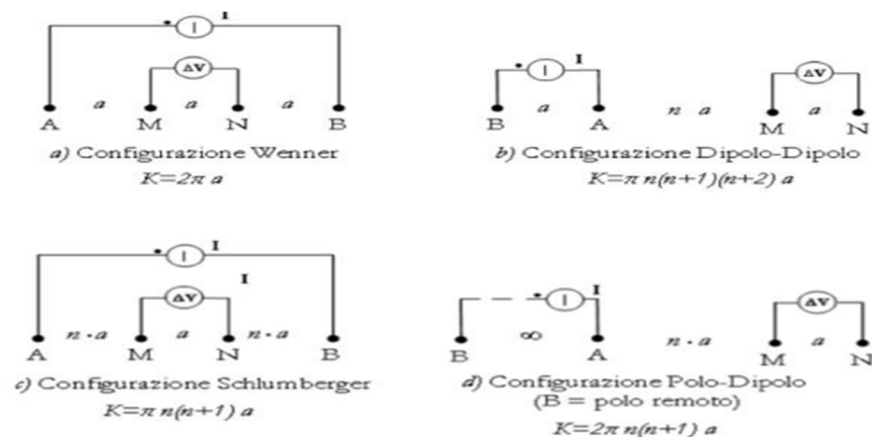 I
I
ΔV
a a a
A M N B
a) Configurazione Wenner
K=2π a
I
I
ΔV
a n a a
B A M N
b) Configurazione Dipolo-Dipolo
K=π n(n+1)(n+2) a
I
I
I
ΔV
n·a a n·a
A M N B
c) Configurazione Schlumberger
K=π n(n+1) a
I
I
ΔV
∞ n·a a
B A M N
d) Configurazione Polo-Dipolo
(B = polo remoto)
K=2π n(n+1) a